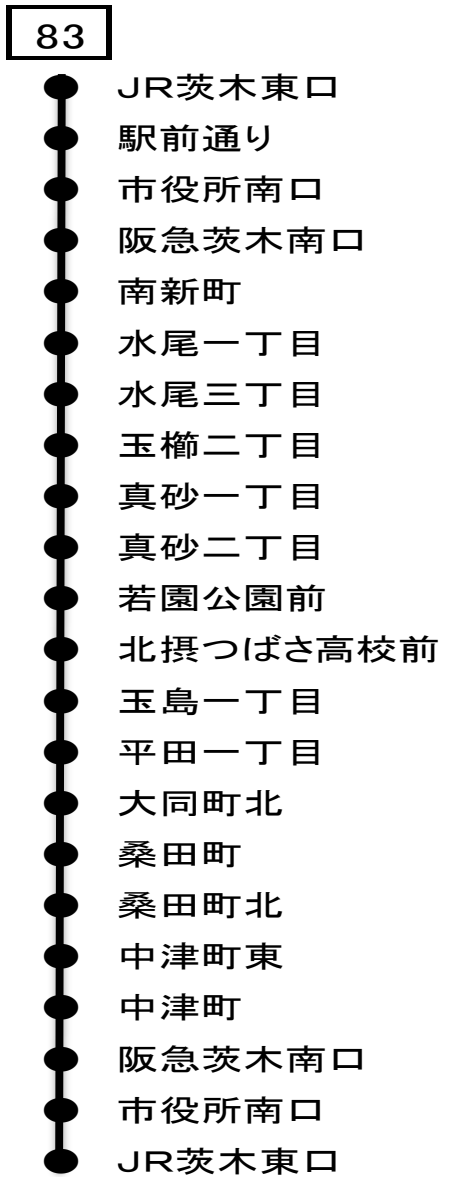 83
JR茨木東口
駅前通り
市役所南口
阪急茨木南口
南新町
水尾一丁目
水尾三丁目
玉櫛二丁目
真砂一丁目
真砂二丁目
若園公園前
北摂つばさ高校前
玉島一丁目
平田一丁目
大同町北
桑田町
桑田町北
中津町東
中津町
阪急茨木南口
市役所南口
JR茨木東口